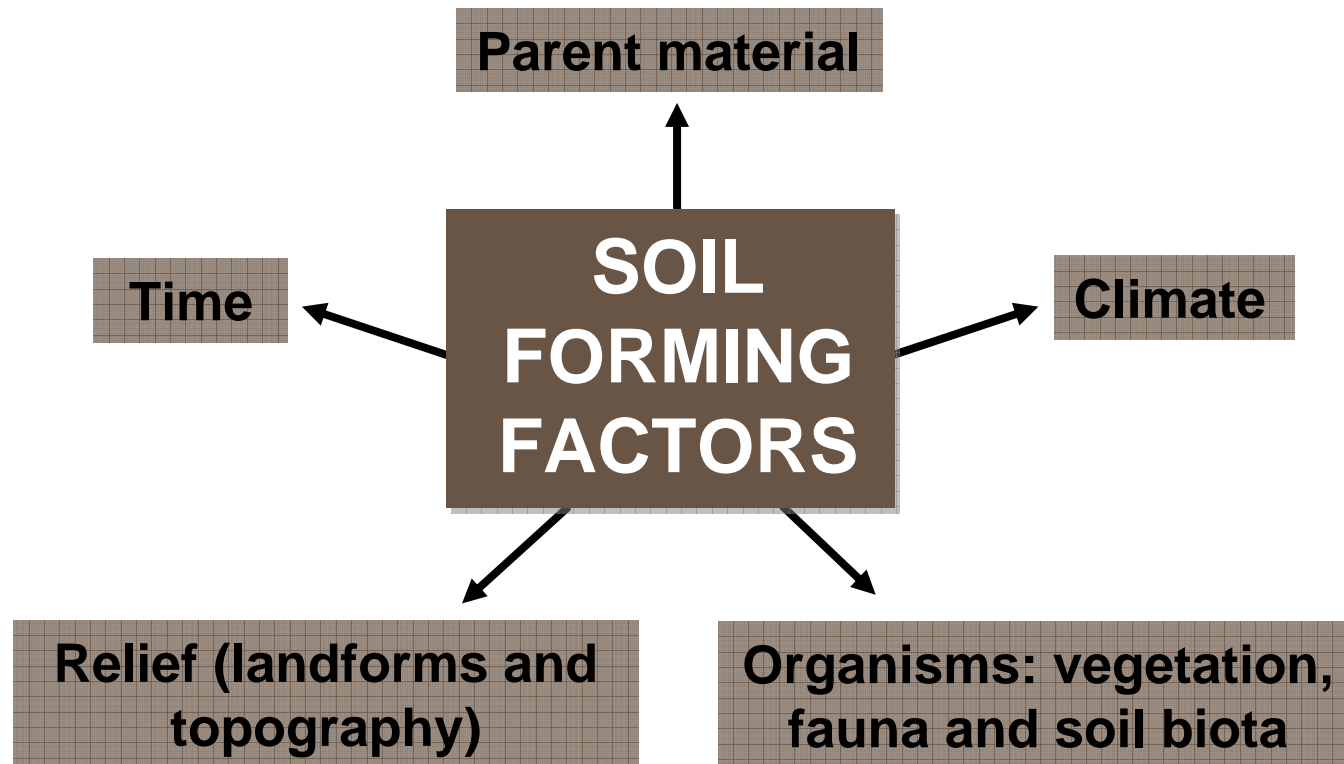 Parent material
SOIL
FORMING
FACTORS
Time
Climate
Relief (landforms and
topography)
Organisms: vegetation,
fauna and soil biota